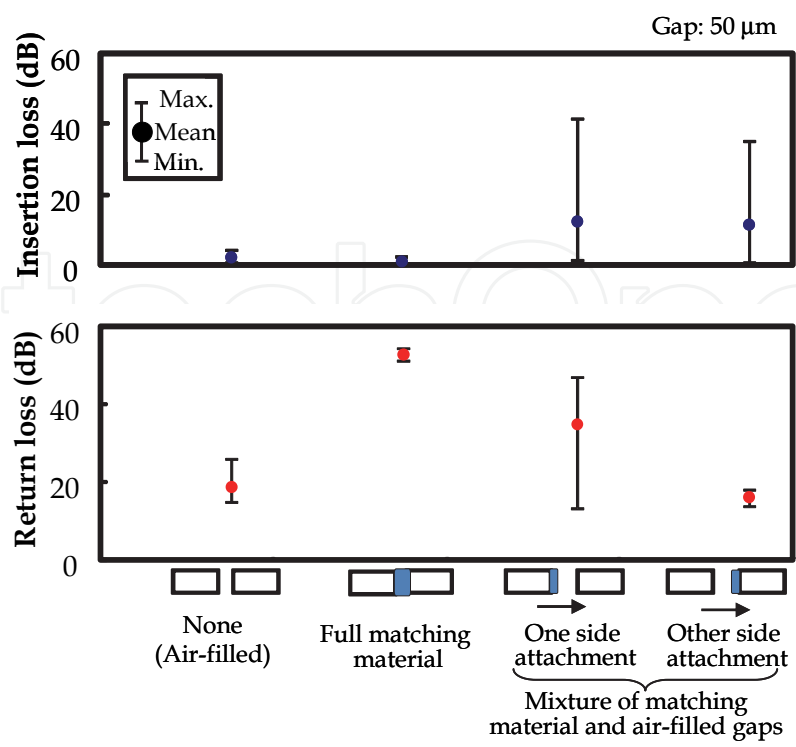 Gap: 50 μm
Insertion loss (dB)
60
40
20
0
Max.
Mean
Min.
Return loss (dB)
60
40
20
0
None
(Air-filled)
Full matching
material
One side
attachment
Other side
attachment
Mixture of matching
material and air-filled gaps